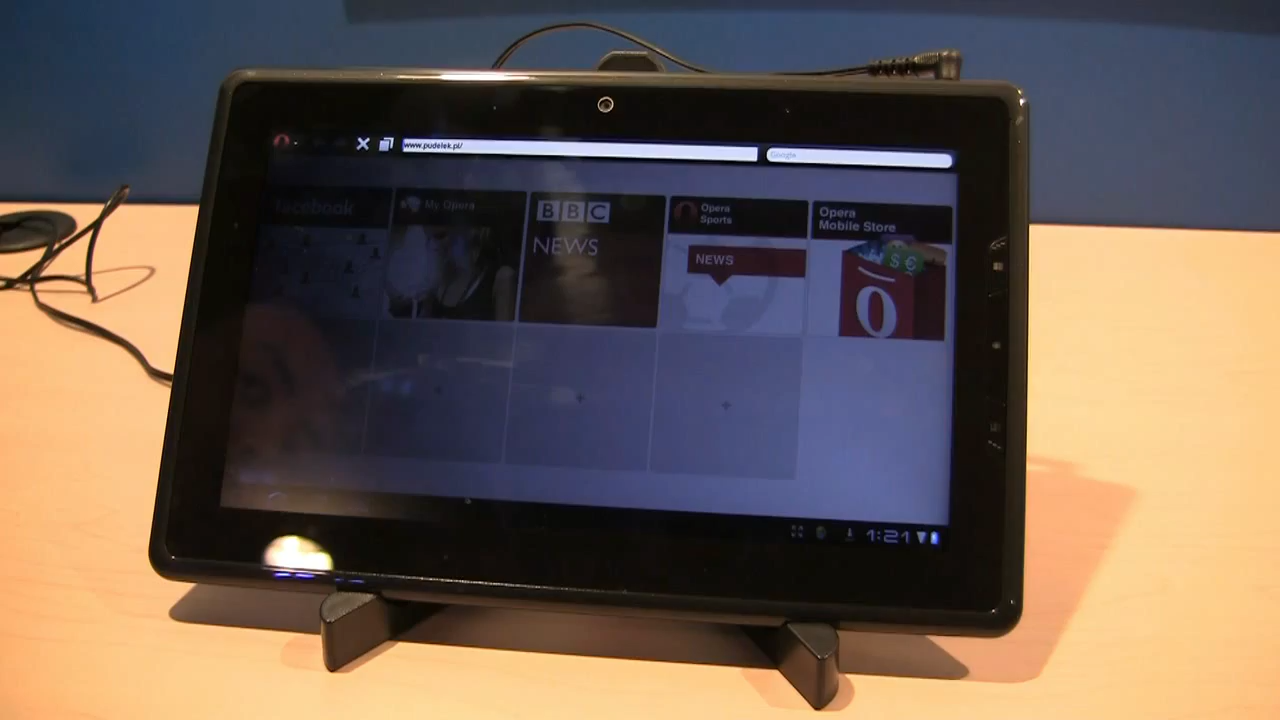 www.pudelek.pl/
Google
facebook
My Opera
BBC
NEWS
Opera
Sports
NEWS
Opera
Mobile Store
$ €
O
1:21